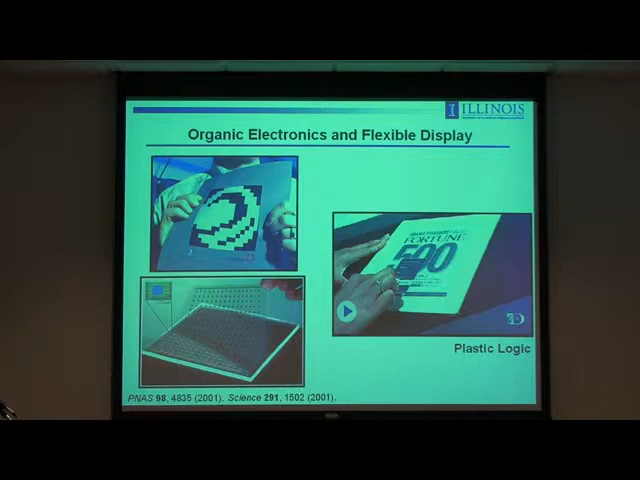 I ILLINOIS
Organic Electronics and Flexible Display
FORTUNE
500
Plastic Logic
PNAS 98, 4835 (2001). Science 291, 1502 (2001).